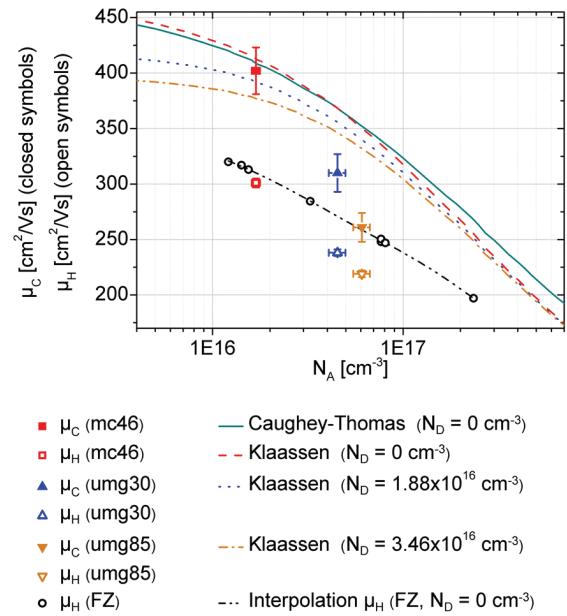 μC [cm²/Vs] (closed symbols)
μH [cm²/Vs] (open symbols)
450
400
350
300
250
200
1E16
1E17
NA [cm⁻³]
μC (mc46)
Caughey-Thomas (ND = 0 cm⁻³)
μH (mc46)
Klaassen (ND = 0 cm⁻³)
μC (umg30)
Klaassen (ND = 1.88x10¹⁶ cm⁻³)
μH (umg30)
μC (umg85)
Klaassen (ND = 3.46x10¹⁶ cm⁻³)
μH (umg85)
μH (FZ)
Interpolation μH (FZ, ND = 0 cm⁻³)